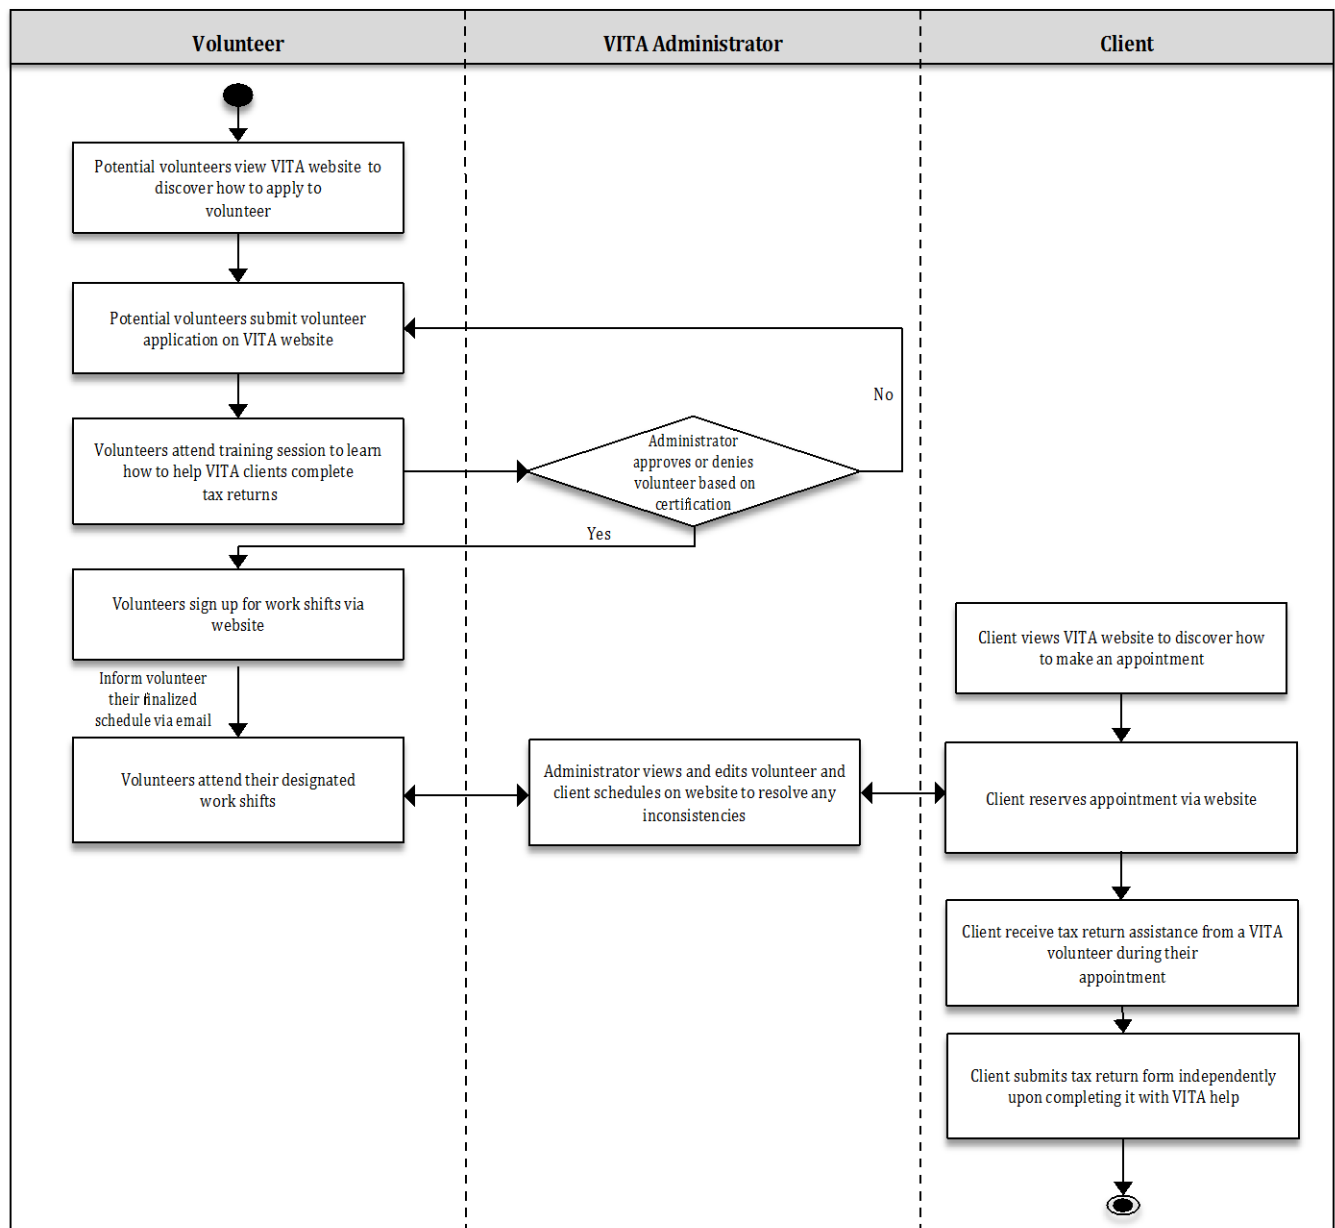 Volunteer
VITA Administrator
Client
Potential volunteers view VITA website to
discover how to apply to
volunteer
Potential volunteers submit volunteer
application on VITA website
No
Volunteers attend training session to learn
how to help VITA clients complete
tax returns
Administrator
approves or denies
volunteer based on
certification
Yes
Volunteers sign up for work shifts via
website
Client views VITA website to discover how
to make an appointment
Inform volunteer
their finalized
schedule via email
Volunteers attend their designated
work shifts
Administrator views and edits volunteer and
client schedules on website to resolve any
inconsistencies
Client reserves appointment via website
Client receive tax return assistance from a VITA
volunteer during their
appointment
Client submits tax return form independently
upon completing it with VITA help